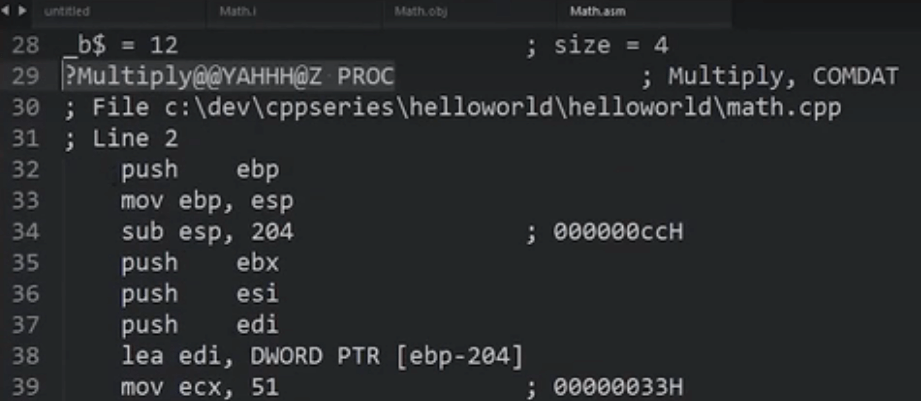 untitled Math.i Math.obj Math.asm
28 _b$ = 12 ; size = 4
29 ?Multiply@@YAHHH@Z PROC ; Multiply, COMDAT
30 ; File c:\dev\cppseries\helloworld\helloworld\math.cpp
31 ; Line 2
32 push ebp
33 mov ebp, esp
34 sub esp, 204 ; 000000ccH
35 push ebx
36 push esi
37 push edi
38 lea edi, DWORD PTR [ebp-204]
39 mov ecx, 51 ; 00000033H